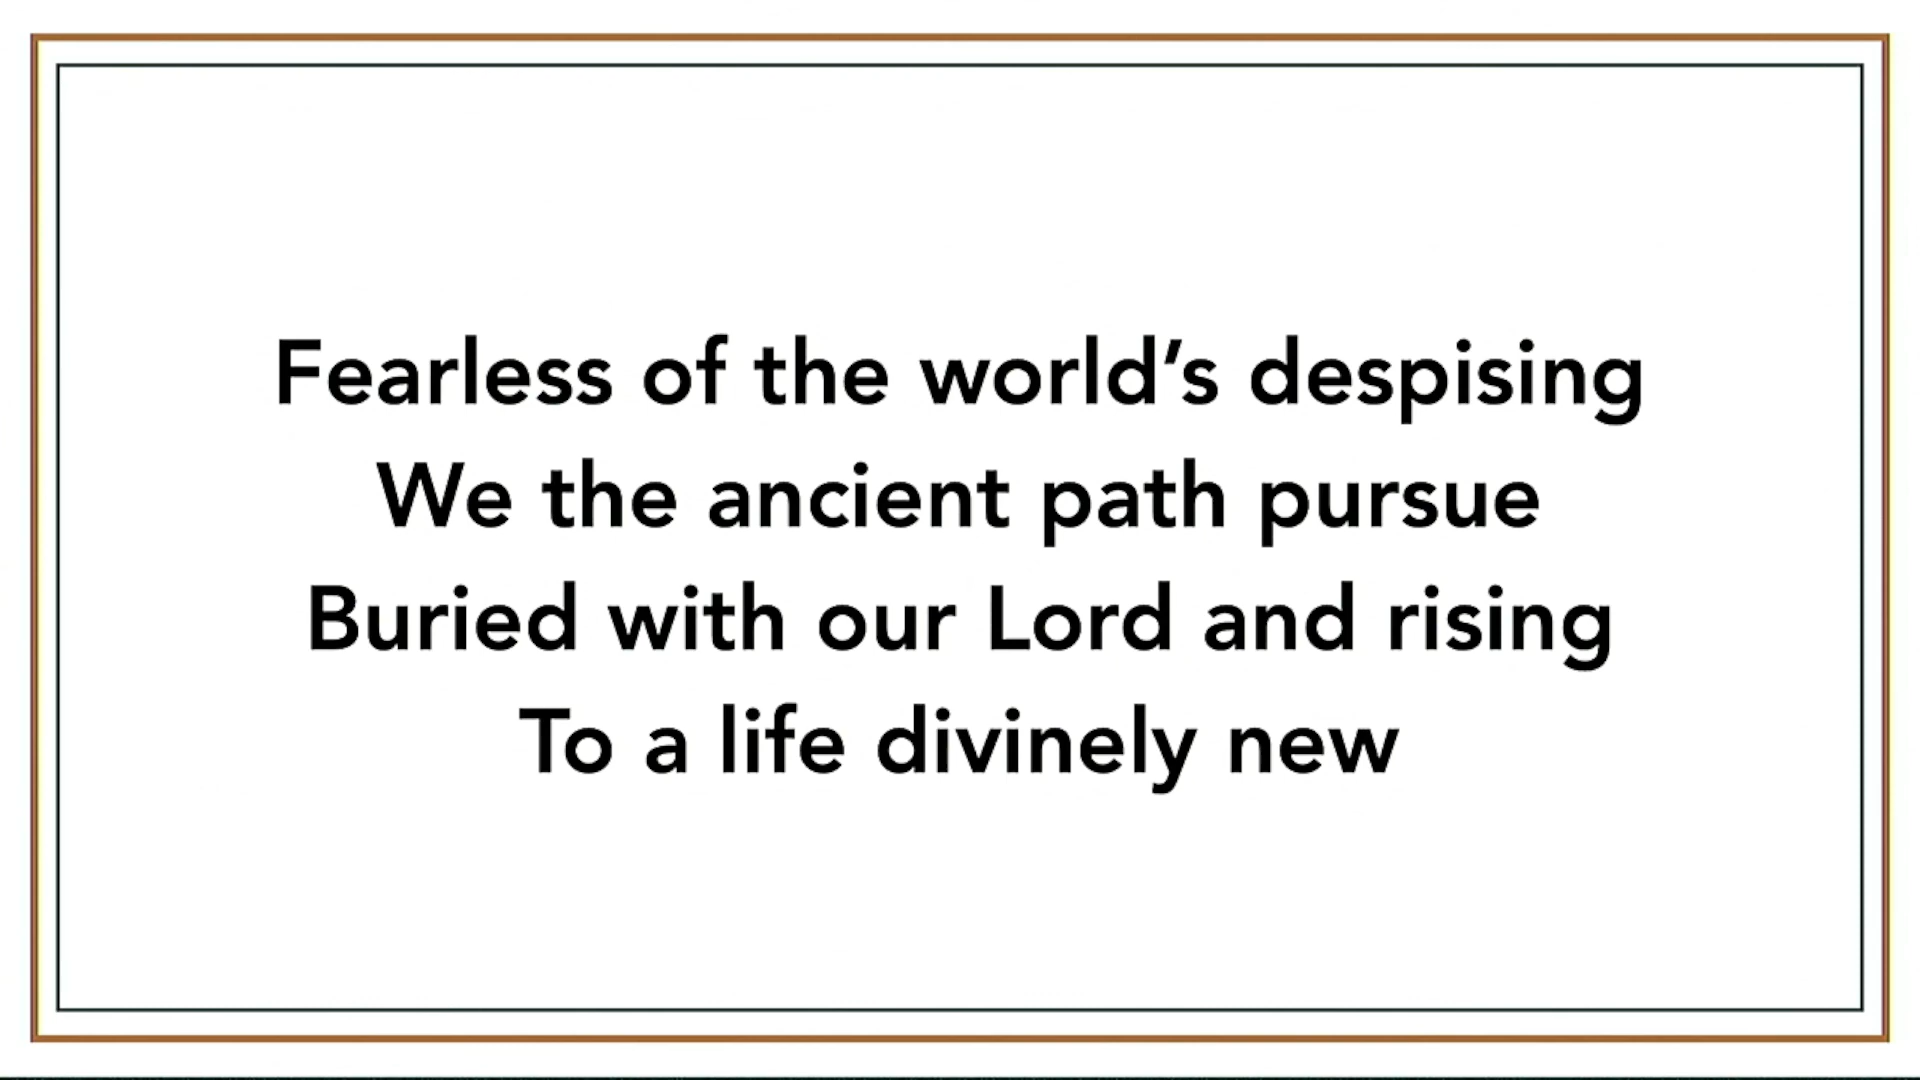 Fearless of the world’s despising
We the ancient path pursue
Buried with our Lord and rising
To a life divinely new